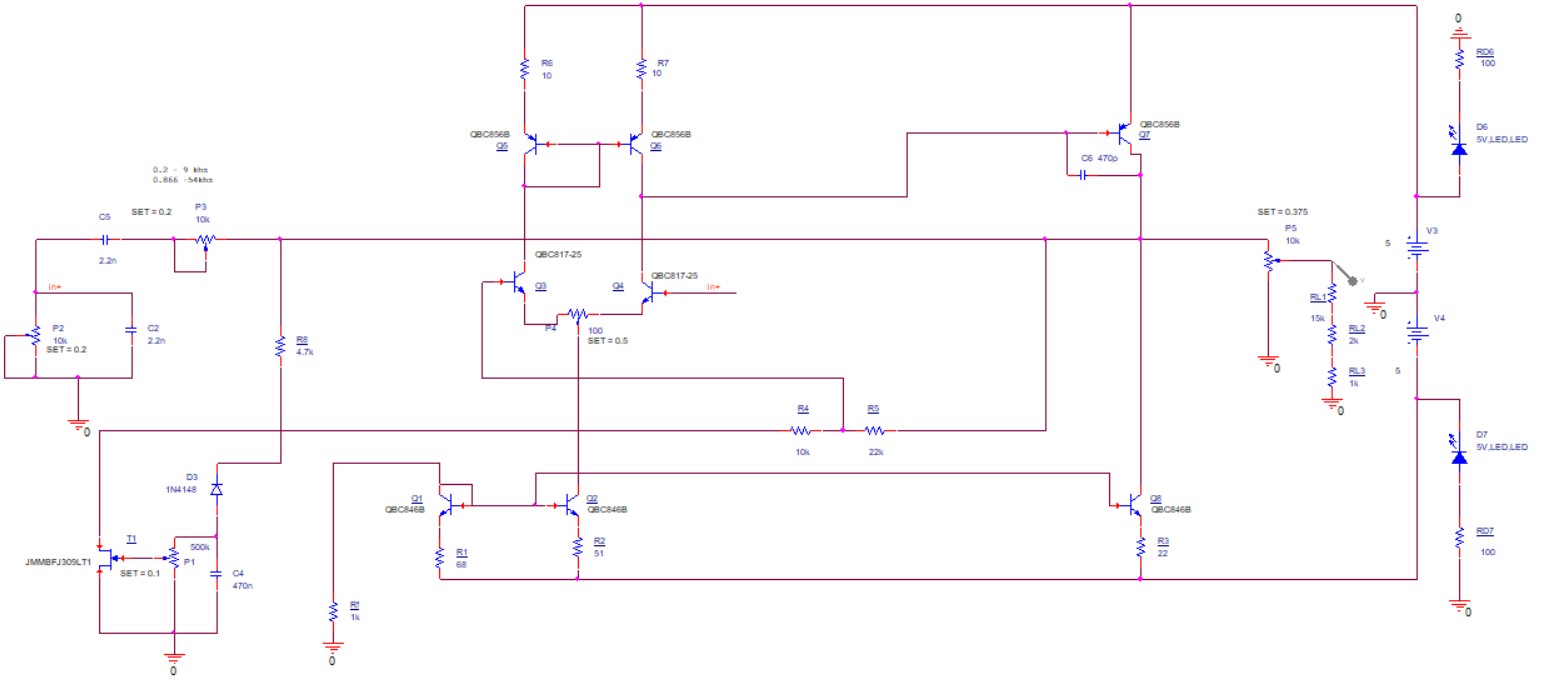 0
R6
10
R7
10
RD6
100
QBC856B
Q5
QBC856B
Q6
QBC856B
Q7
D6
5V,LED,LED
C6 470p
0.2 - 9 khz
0.866 -54khz
SET = 0.2
P3
10k
C5
2.2n
SET = 0.375
P5
10k
V3
5
QBC817-25
Q3
QBC817-25
Q4
In+
In+
P2
10k
SET = 0.2
C2
2.2n
P4
100
SET = 0.5
R8
4.7k
V
RL1
15k
RL2
2k
RL3
1k
0
V4
5
0
0
0
R4
10k
R5
22k
D7
5V,LED,LED
D3
1N4148
Q1
QBC846B
Q2
QBC846B
Q8
QBC846B
T1
JMMBFJ309LT1
SET = 0.1
500k
P1
C4
470n
R1
68
R2
51
R3
22
RD7
100
Rf
1k
0
0
0